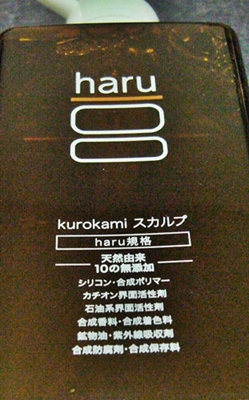 haru
kurokami スカルプ
haru規格
天然由来
10の無添加
シリコン・合成ポリマー
カチオン界面活性剤
石油系界面活性剤
合成香料・合成着色料
鉱物油・紫外線吸収剤
合成防腐剤・合成保存料